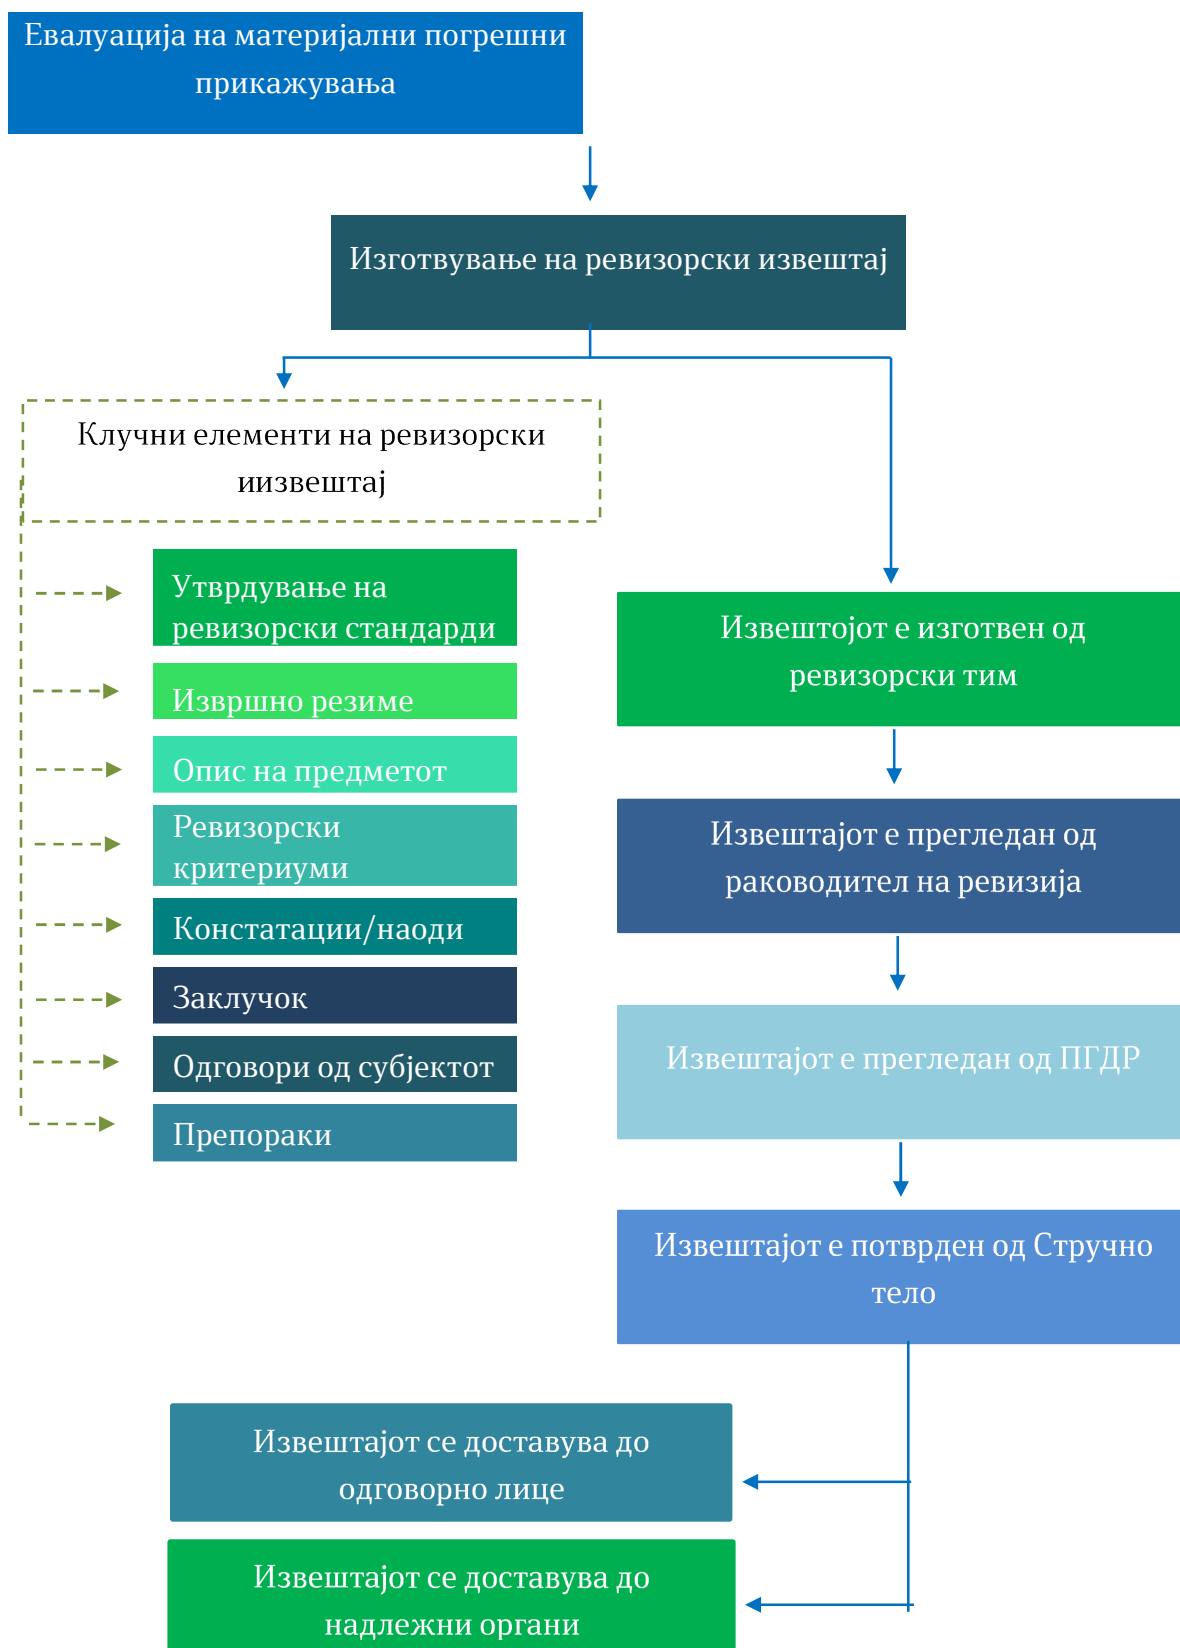 Евалуација на материјални погрешни
прикажувања
Изготвување на ревизорски извештај
Клучни елементи на ревизорски
иизвештај
Утврдување на
ревизорски стандарди
Извршно резиме
Опис на предметот
Ревизорски
критериуми
Констатации/наоди
Заклучок
Одговори од субјектот
Препораки
Извештојот е изготвен од
ревизорски тим
Извештајот е прегледан од
раководител на ревизија
Извештајот е прегледан од ПГДР
Извештајот е потврден од Стручно
тело
Извештајот се доставува до
одговорно лице
Извештајот се доставува до
надлежни органи